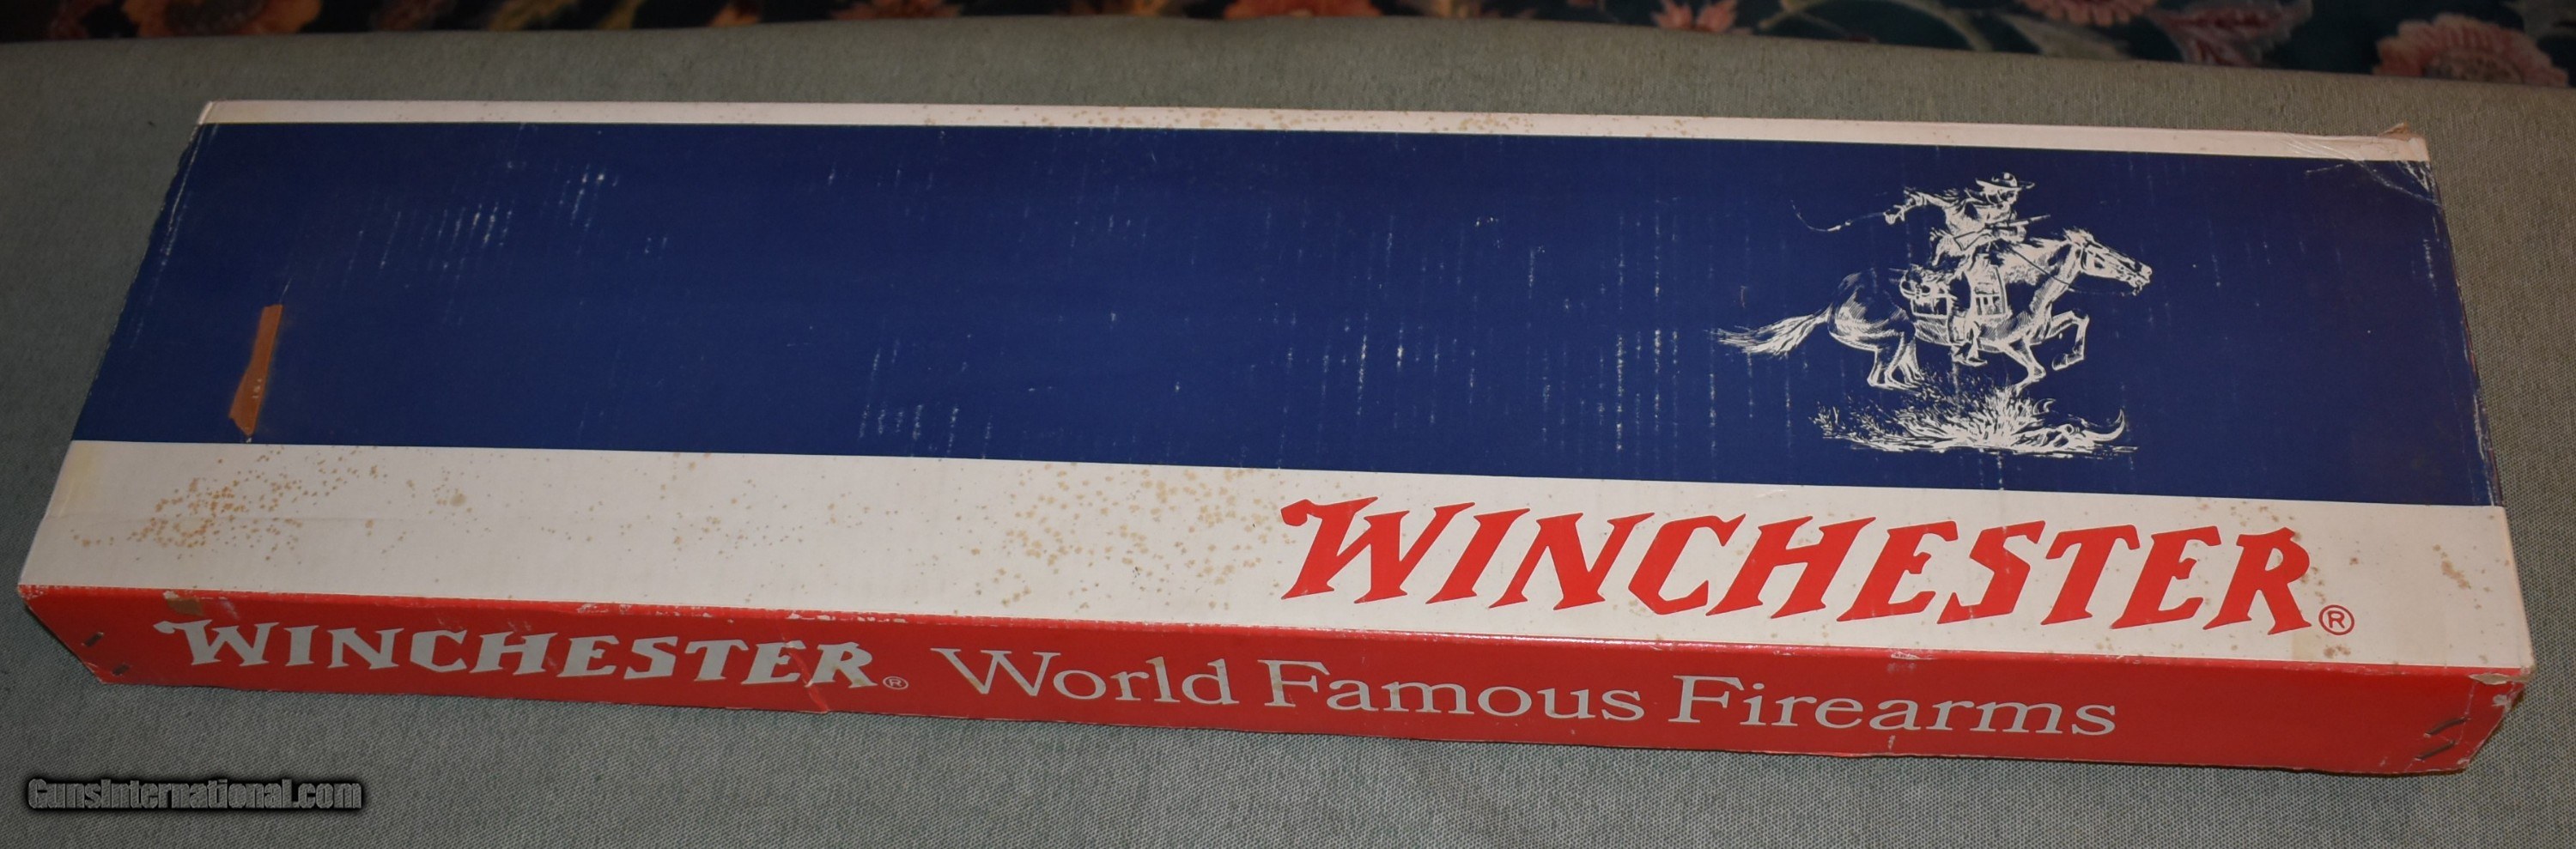 WINCHESTER®
WINCHESTER® World Famous Firearms
GunsInternational.com